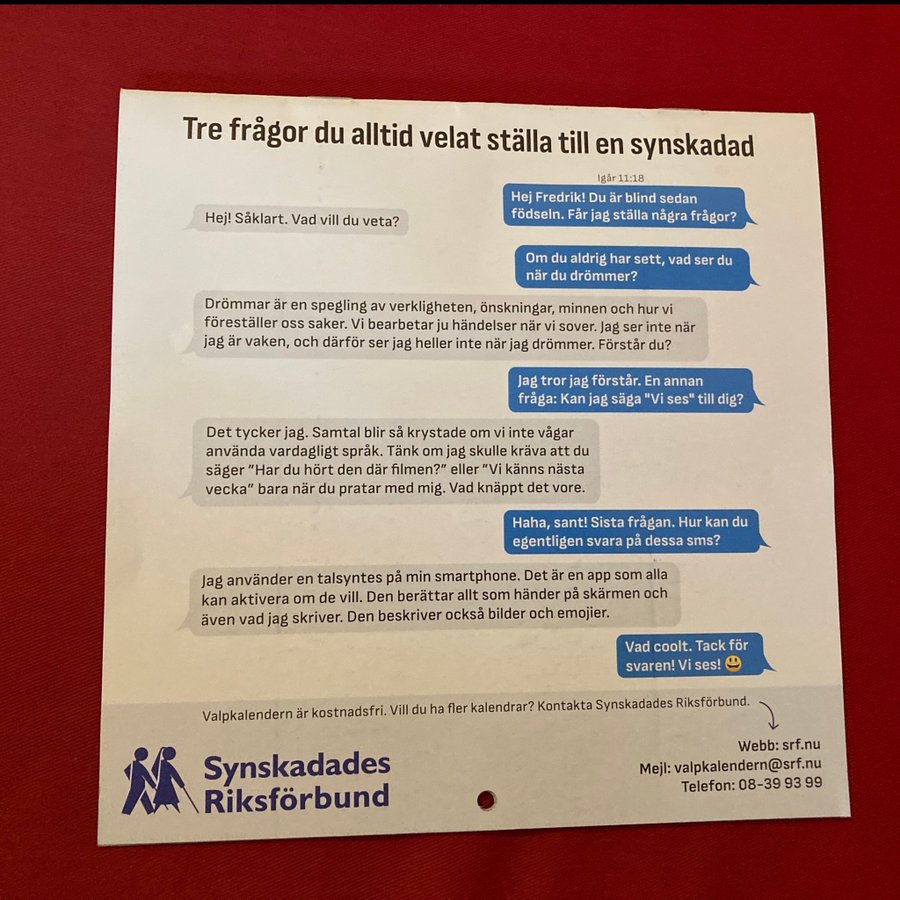 Tre frågor du alltid velat ställa till en synskadad
Igår 11:18
Hej Fredrik! Du är blind sedan
födseln. Får jag ställa några frågor?
Hej! Såklart. Vad vill du veta?
Om du aldrig har sett, vad ser du
när du drömmer?
Drömmar är en spegling av verkligheten, önskningar, minnen och hur vi
föreställer oss saker. Vi bearbetar ju händelser när vi sover. Jag ser inte när
jag är vaken, och därför ser jag heller inte när jag drömmer. Förstår du?
Jag tror jag förstår. En annan
fråga: Kan jag säga "Vi ses" till dig?
Det tycker jag. Samtal blir så krystade om vi inte vågar
använda vardagligt språk. Tänk om jag skulle kräva att du
säger ”Har du hört den där filmen?” eller ”Vi känns nästa
vecka” bara när du pratar med mig. Vad knäppt det vore.
Haha, sant! Sista frågan. Hur kan du
egentligen svara på dessa sms?
Jag använder en talsyntes på min smartphone. Det är en app som alla
kan aktivera om de vill. Den berättar allt som händer på skärmen och
även vad jag skriver. Den beskriver också bilder och emojier.
Vad coolt. Tack för
svaren! Vi ses! 😃
Valpkalendern är kostnadsfri. Vill du ha fler kalendrar? Kontakta Synskadades Riksförbund.
Webb: srf.nu
Mejl: valpkalendern@srf.nu
Telefon: 08-39 93 99
Synskadades
Riksförbund